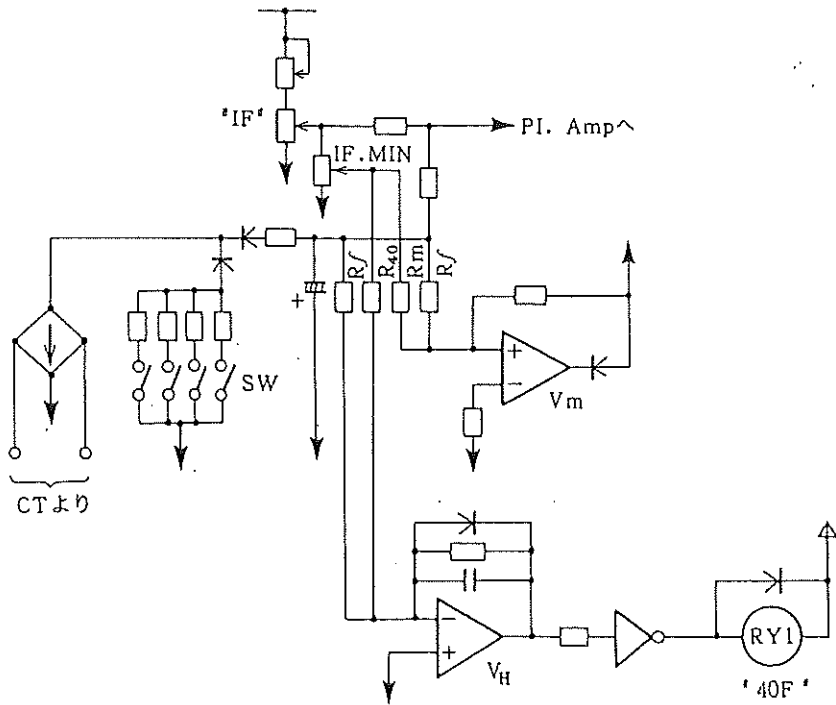 "IF"
PI. Ampへ
IF.MIN
Rf
R40
Rm
Rf
+
SW
+
−
Vm
CTより
−
+
VH
RY1
"40F"